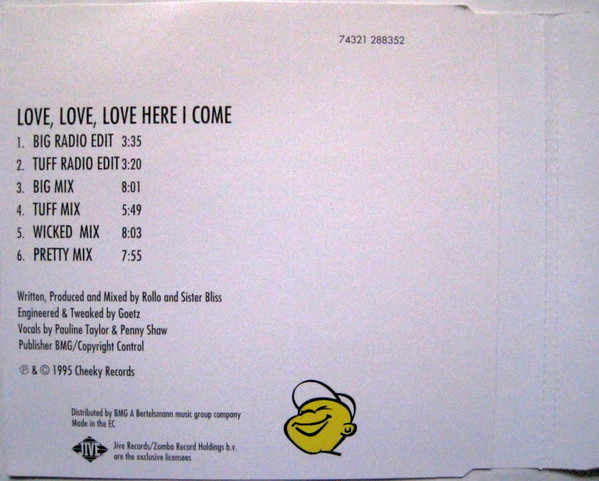 74321 288352
LOVE, LOVE, LOVE HERE I COME
1. BIG RADIO EDIT 3:35
2. TUFF RADIO EDIT 3:20
3. BIG MIX 8:01
4. TUFF MIX 5:49
5. WICKED MIX 8:03
6. PRETTY MIX 7:55
Written, Produced and Mixed by Rollo and Sister Bliss
Engineered & Tweaked by Goetz
Vocals by Pauline Taylor & Penny Shaw
Publisher BMG/Copyright Control
℗ & © 1995 Cheeky Records
Distributed by BMG A Bertelsmann music group company
Made in the EC
JIVE
Jive Records/Zomba Record Holdings b.v.
are the exclusive licensees